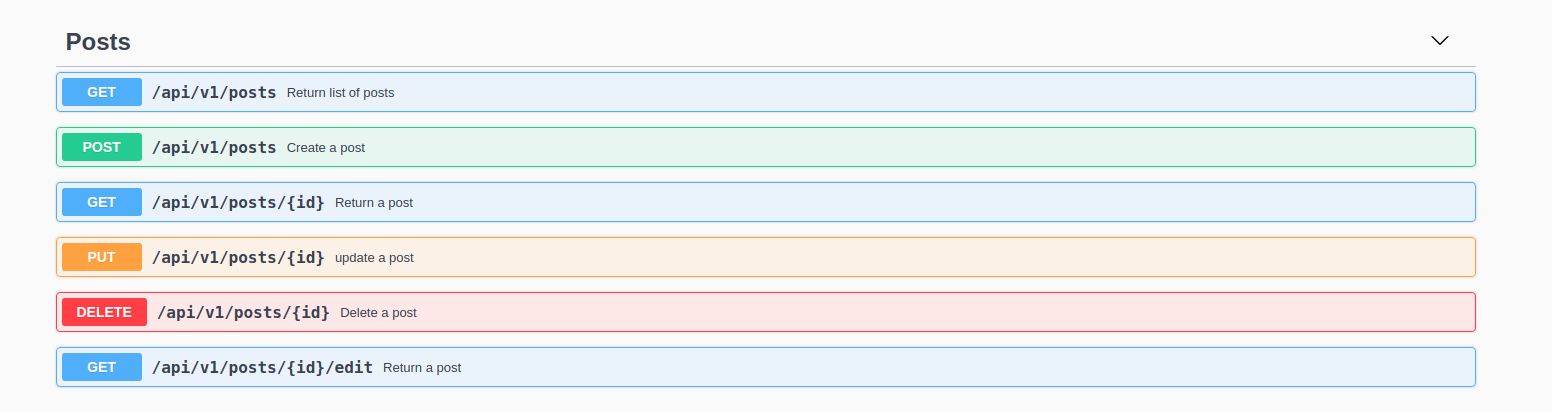 Posts
GET /api/v1/posts Return list of posts
POST /api/v1/posts Create a post
GET /api/v1/posts/{id} Return a post
PUT /api/v1/posts/{id} update a post
DELETE /api/v1/posts/{id} Delete a post
GET /api/v1/posts/{id}/edit Return a post